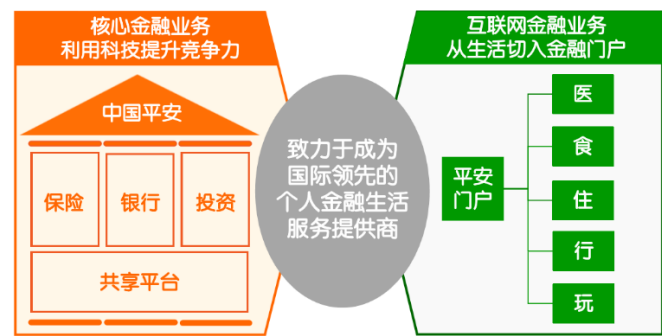 核心金融业务
利用科技提升竞争力
中国平安
保险
银行
投资
共享平台
致力于成为
国际领先的
个人金融生活
服务提供商
互联网金融业务
从生活切入金融门户
平安
门户
医
食
住
行
玩